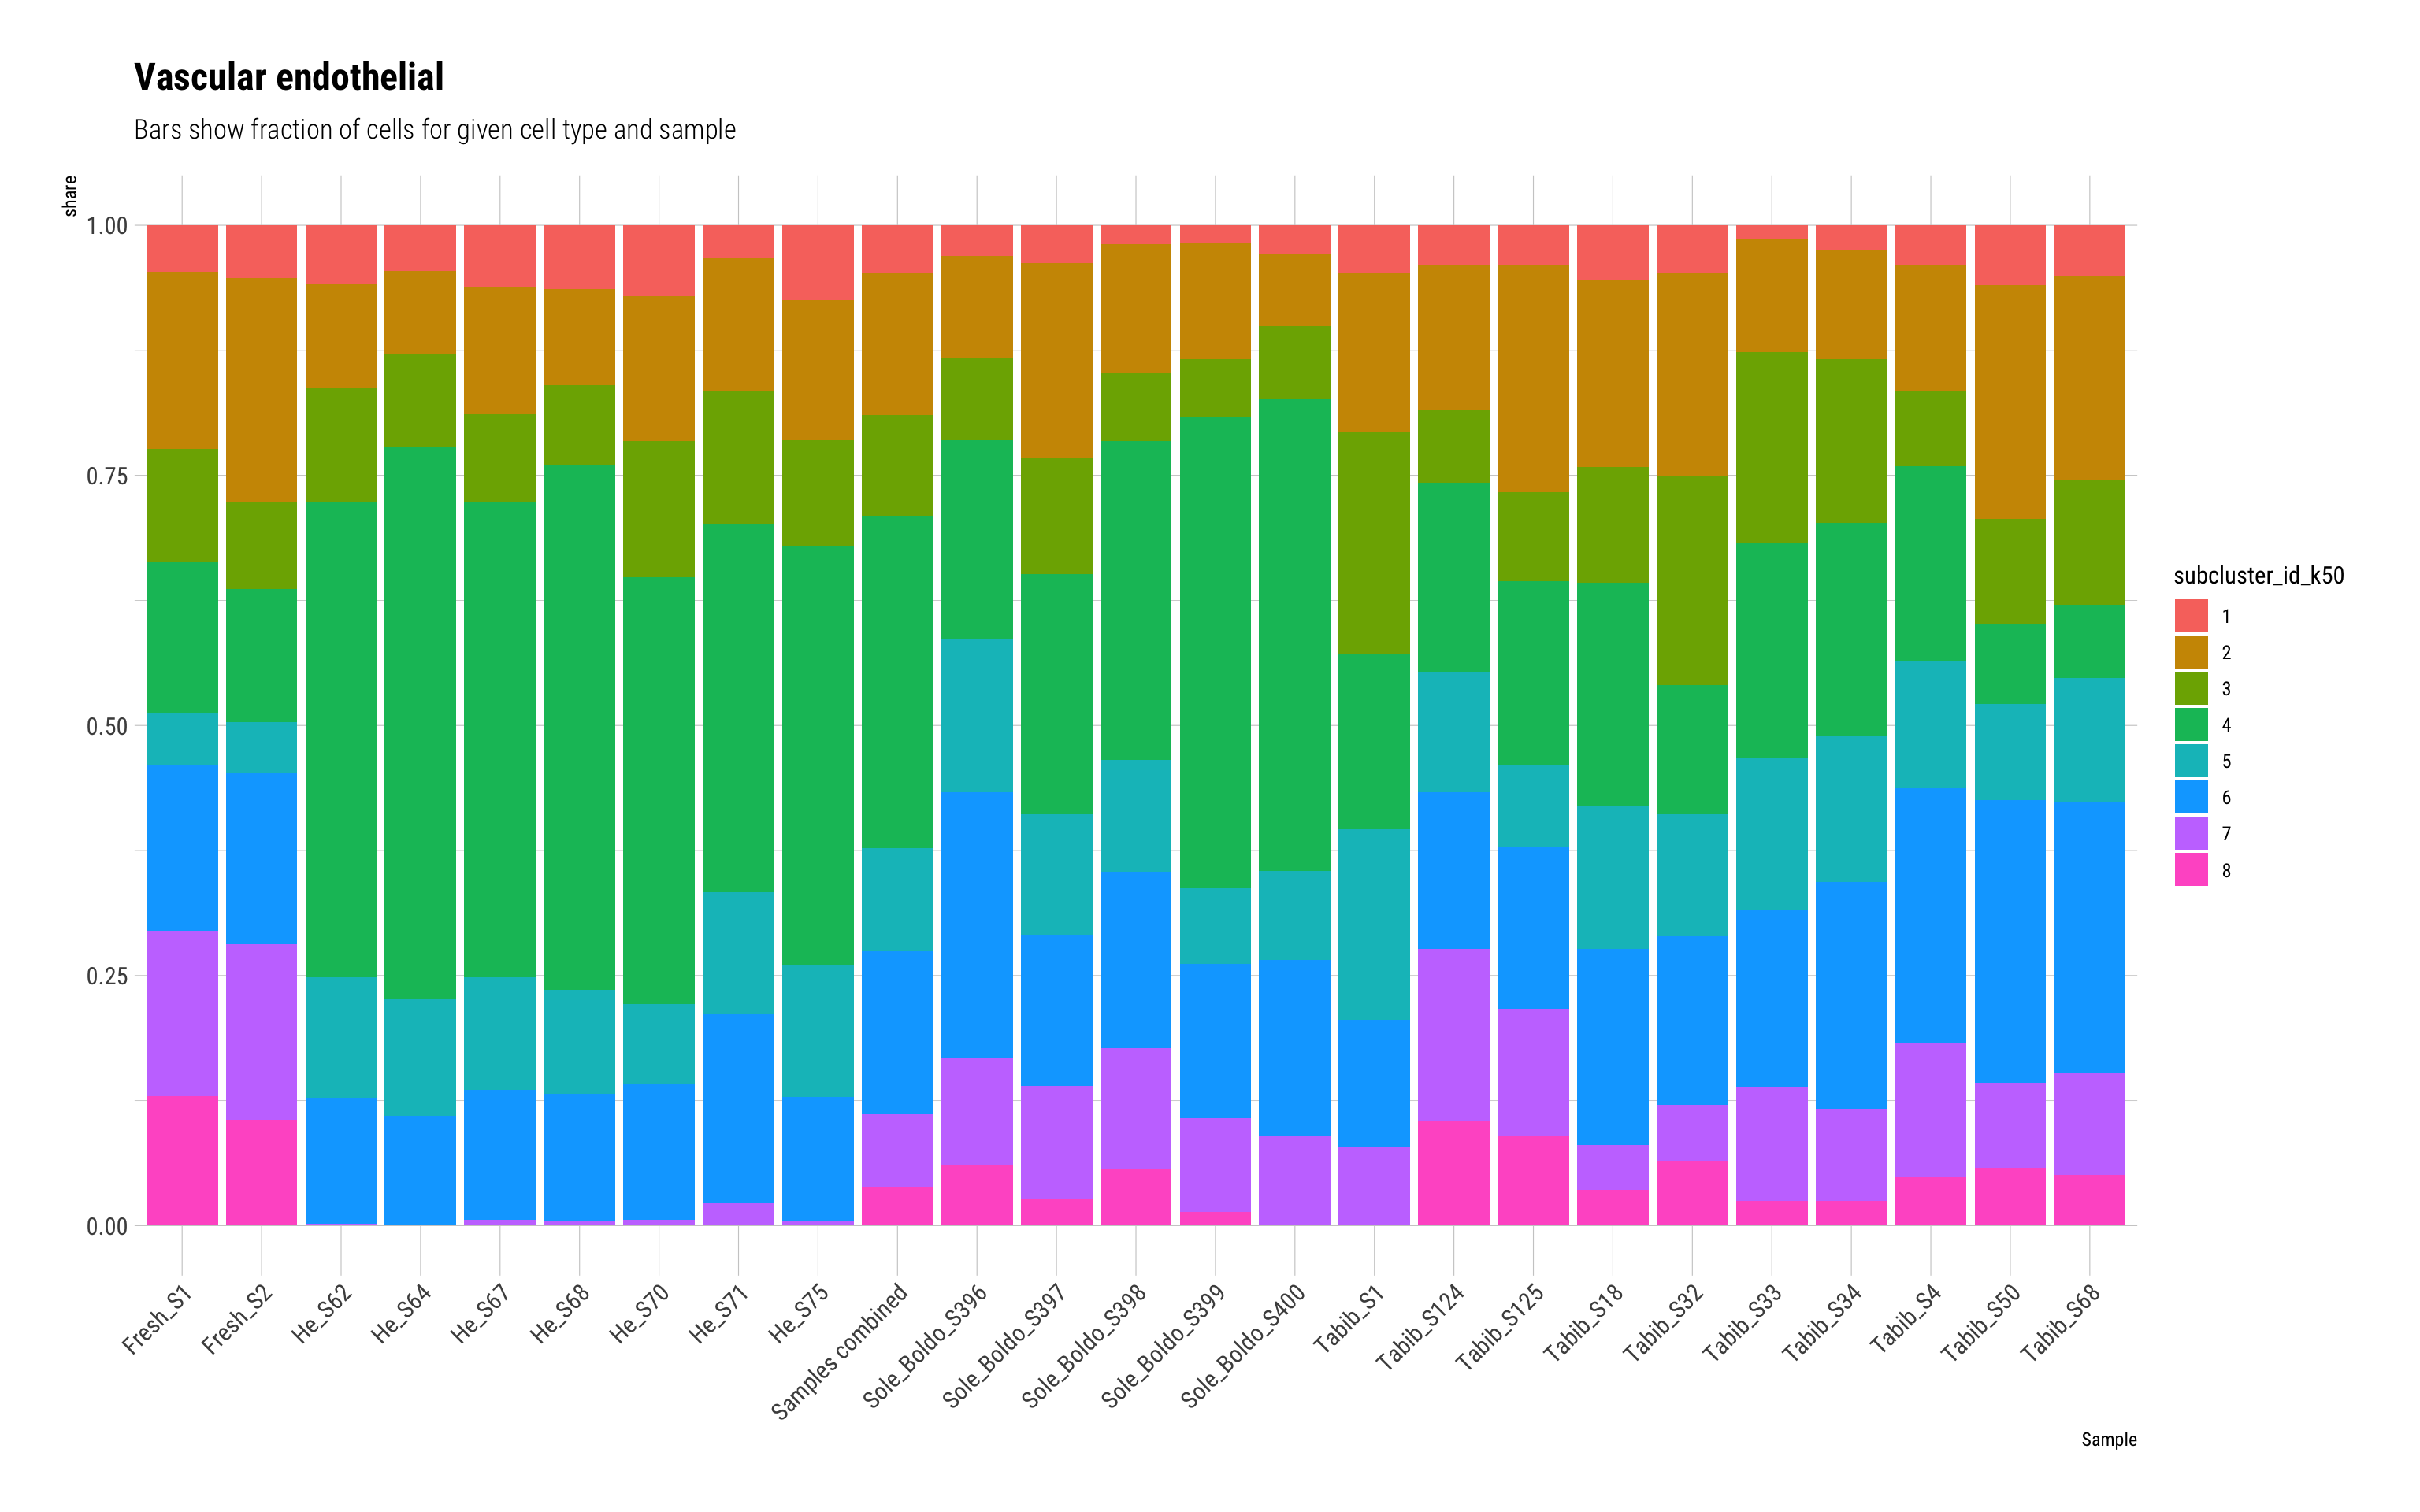 Vascular endothelial
Bars show fraction of cells for given cell type and sample
share
1.00
0.75
0.50
0.25
0.00
Fresh_S1
Fresh_S2
He_S62
He_S64
He_S67
He_S68
He_S70
He_S71
He_S75
Samples combined
Sole_Boldo_S396
Sole_Boldo_S397
Sole_Boldo_S398
Sole_Boldo_S399
Sole_Boldo_S400
Tabib_S1
Tabib_S124
Tabib_S125
Tabib_S18
Tabib_S32
Tabib_S33
Tabib_S34
Tabib_S4
Tabib_S50
Tabib_S68
Sample
subcluster_id_k50
1
2
3
4
5
6
7
8